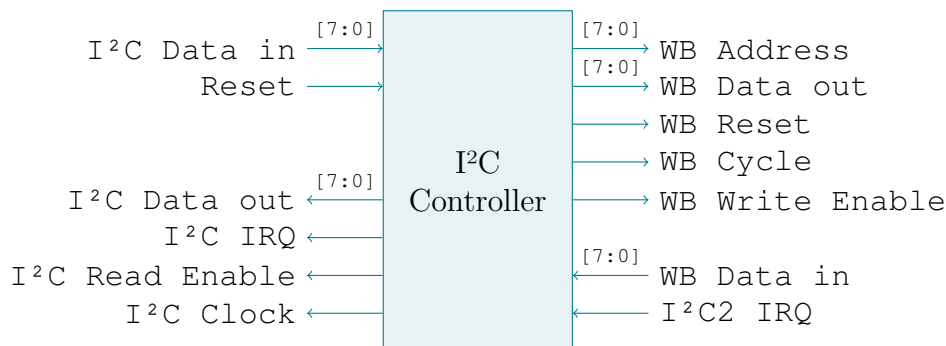 [7:0] [7:0]
I²C Data in WB Address
[7:0]
Reset WB Data out
WB Reset
I²C
Controller
WB Cycle
[7:0]
I²C Data out WB Write Enable
I²C IRQ
[7:0]
I²C Read Enable WB Data in
I²C Clock I²C2 IRQ